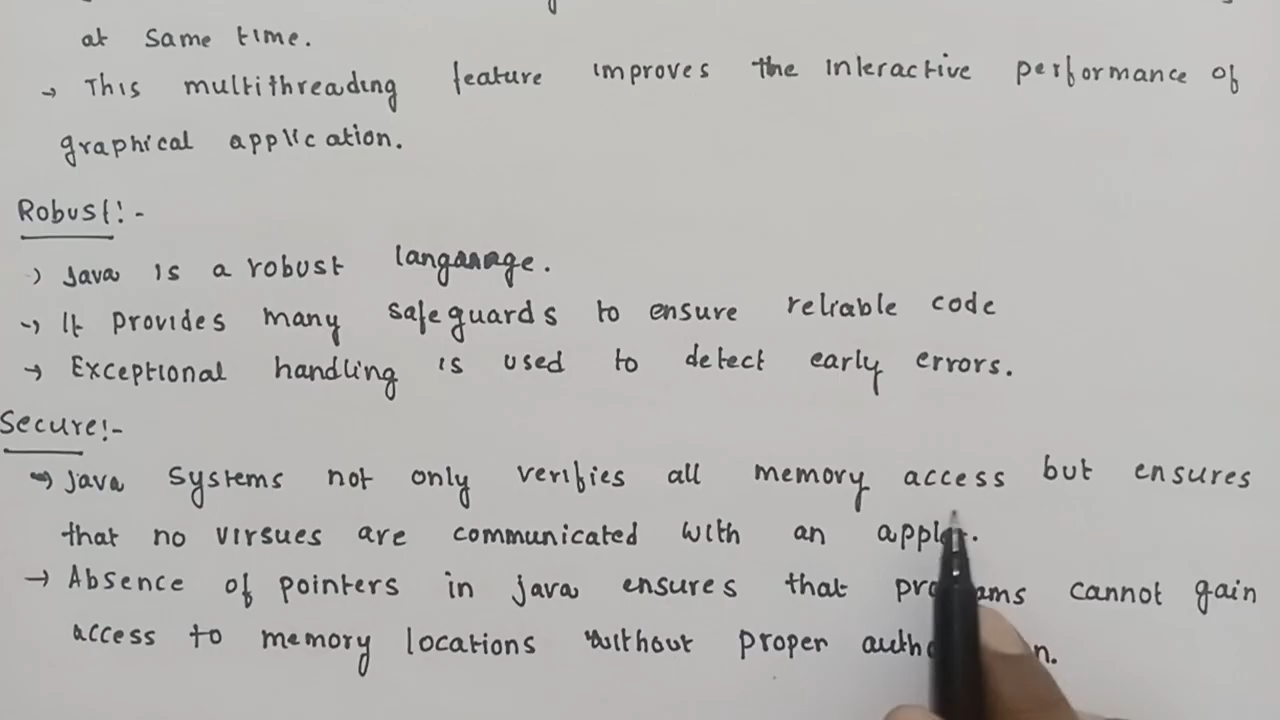 at same time.
→ This multithreading feature improves the interactive performance of
graphical application.
Robust:-
→ Java is a robust language.
→ It provides many safeguards to ensure reliable code
→ Exceptional handling is used to detect early errors.
Secure:-
→ Java systems not only verifies all memory access but ensures
that no virsues are communicated with an
→ Absence of pointers in java ensures that cannot gain
access to memory locations without proper